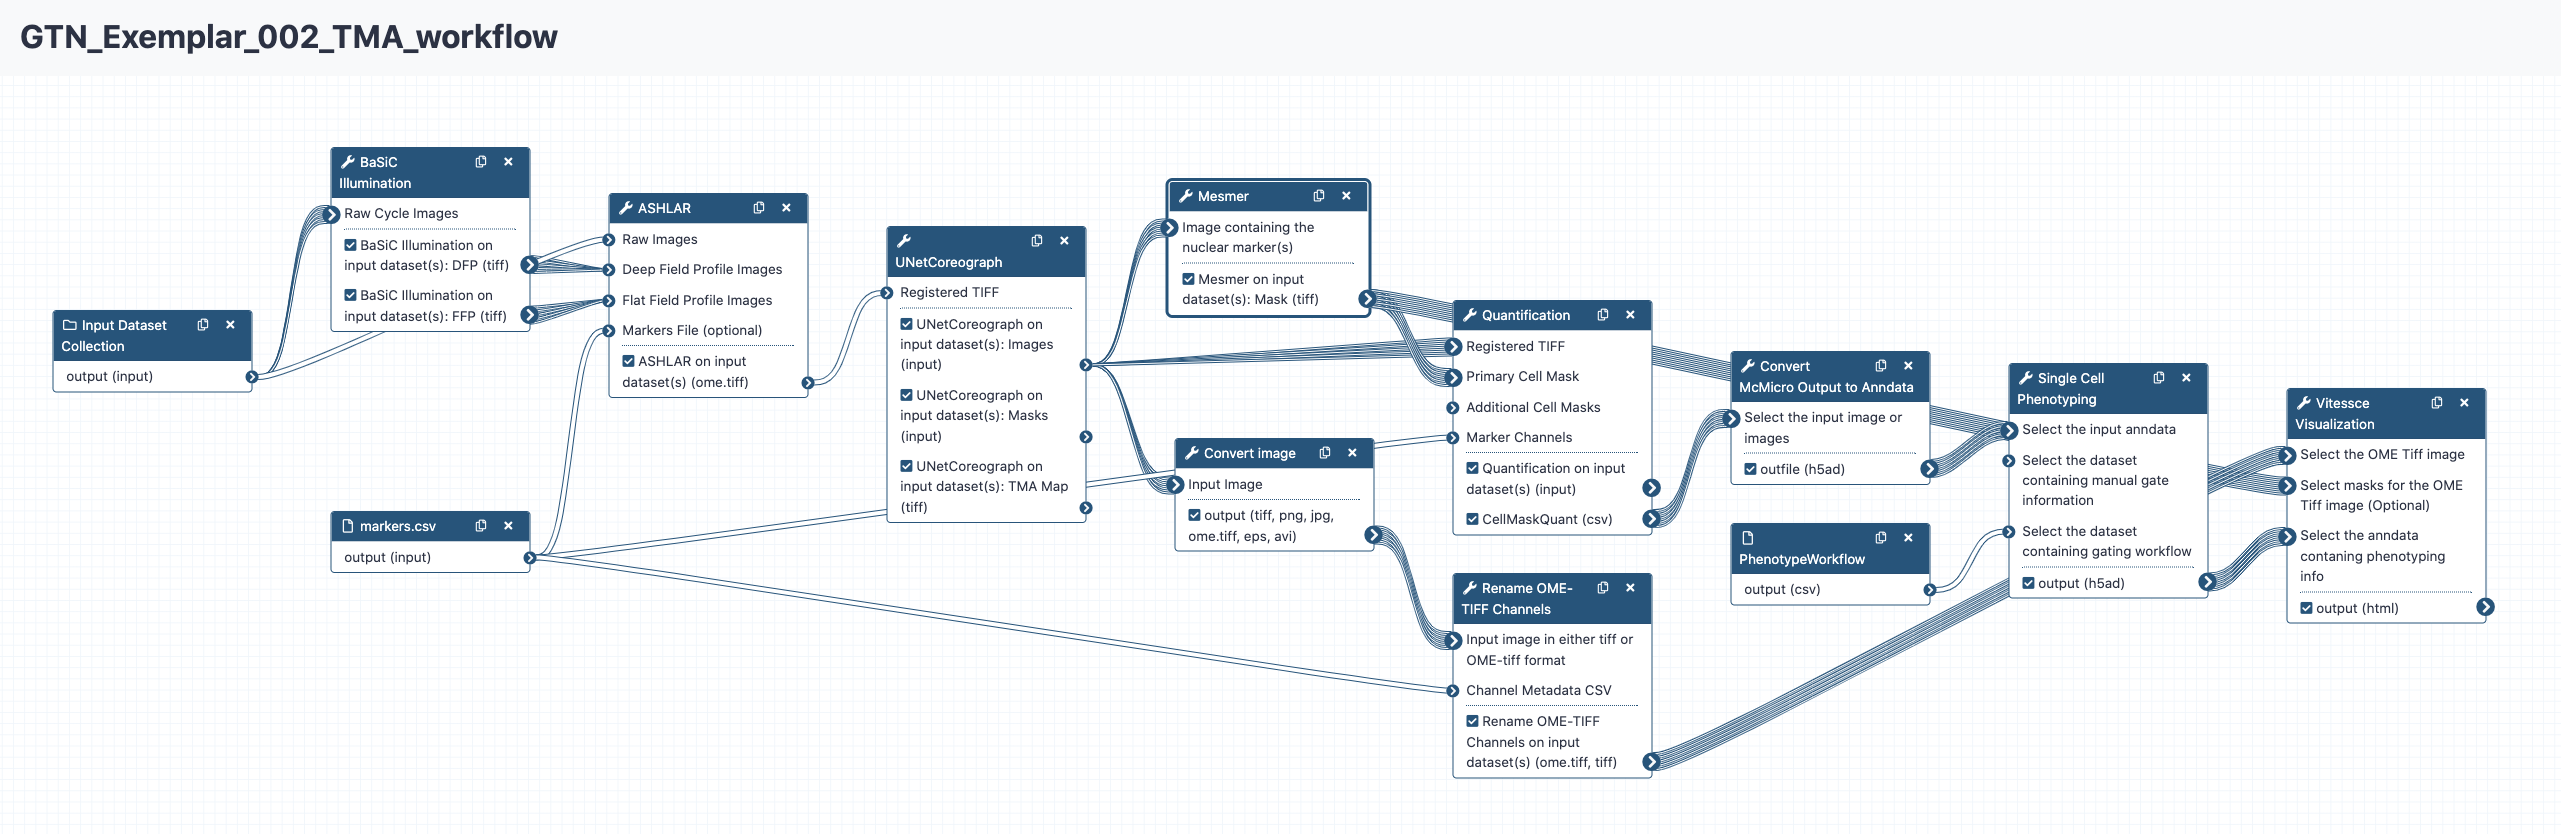 GTN_Exemplar_002_TMA_workflow
Input Dataset
Collection
output (input)
BaSiC
Illumination
Raw Cycle Images
BaSiC Illumination on
input dataset(s): DFP (tiff)
BaSiC Illumination on
input dataset(s): FFP (tiff)
markers.csv
output (input)
ASHLAR
Raw Images
Deep Field Profile Images
Flat Field Profile Images
Markers File (optional)
ASHLAR on input
dataset(s) (ome.tiff)
UNetCoreograph
Registered TIFF
UNetCoreograph on
input dataset(s): Images
(input)
UNetCoreograph on
input dataset(s): Masks
(input)
UNetCoreograph on
input dataset(s): TMA Map
(tiff)
Mesmer
Image containing the
nuclear marker(s)
Mesmer on input
dataset(s): Mask (tiff)
Convert image
Input Image
output (tiff, png, jpg,
ome.tiff, eps, avi)
Quantification
Registered TIFF
Primary Cell Mask
Additional Cell Masks
Marker Channels
Quantification on input
dataset(s) (input)
CellMaskQuant (csv)
Rename OME-
TIFF Channels
Input image in either tiff or
OME-tiff format
Channel Metadata CSV
Rename OME-TIFF
Channels on input
dataset(s) (ome.tiff, tiff)
Convert
McMicro Output to Anndata
Select the input image or
images
outfile (h5ad)
PhenotypeWorkflow
output (csv)
Single Cell
Phenotyping
Select the input anndata
Select the dataset
containing manual gate
information
Select the dataset
containing gating workflow
output (h5ad)
Vitessce
Visualization
Select the OME Tiff image
Select masks for the OME
Tiff image (Optional)
Select the anndata
contaning phenotyping
info
output (html)